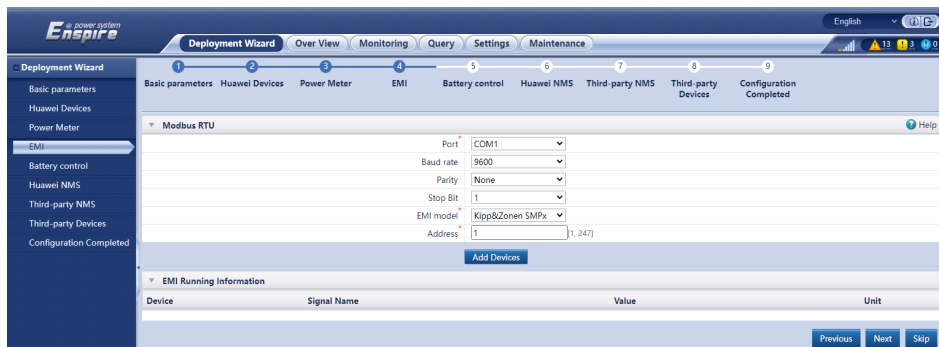 English
Enspire e power system
Deployment Wizard Over View Monitoring Query Settings Maintenance
13 3 0
Deployment Wizard
Basic parameters
Huawei Devices
Power Meter
EMI
Battery control
Huawei NMS
Third-party NMS
Third-party Devices
Configuration Completed
1 2 3 4 5 6 7 8 9
Basic parameters Huawei Devices Power Meter EMI Battery control Huawei NMS Third-party NMS Third-party Devices Configuration Completed
Modbus RTU Help
Port * COM1
Baud rate 9600
Parity None
Stop Bit * 1
EMI model * Kipp&Zonen SMPx
Address * 1 [1, 247]
Add Devices
EMI Running Information
Device Signal Name Value Unit
Previous Next Skip